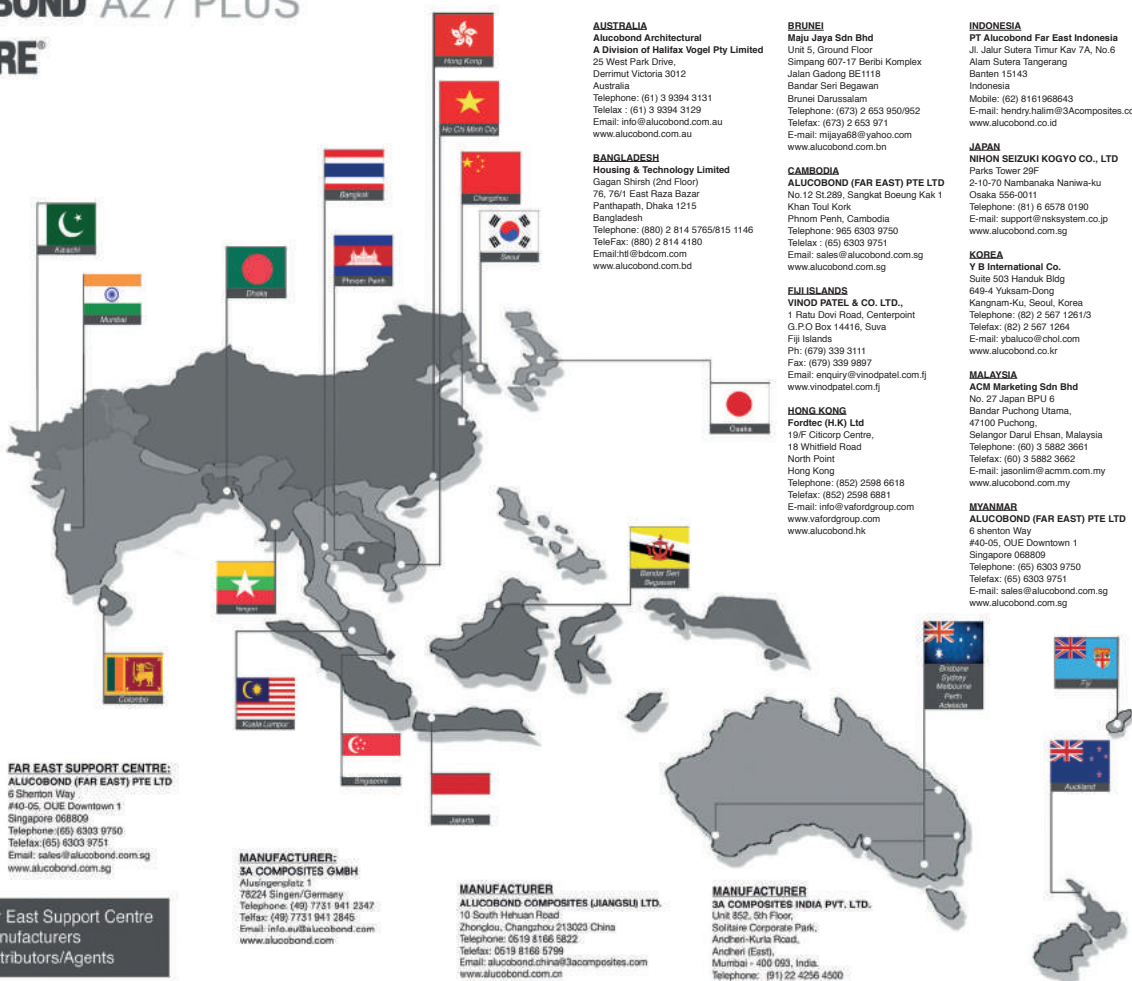 BOND A2 / PLUS
RE®
Hong Kong
Ho Chi Minh City
Bangkok
Changzhou
Karachi
Seoul
Dhaka
Phnom Penh
Mumbai
Osaka
Bandar Seri
Begawan
Yangon
Colombo
Kuala Lumpur
Singapore
Jakarta
Brisbane
Sydney
Melbourne
Perth
Adelaide
Fiji
Auckland
AUSTRALIA
Alucobond Architectural
A Division of Halifax Vogel Pty Limited
25 West Park Drive,
Derrimut Victoria 3012
Australia
Telephone: (61) 3 9394 3131
Telelax : (61) 3 9394 3129
Email: info@alucobond.com.au
www.alucobond.com.au
BANGLADESH
Housing & Technology Limited
Gagan Shirsh (2nd Floor)
76, 76/1 East Raza Bazar
Panthapath, Dhaka 1215
Bangladesh
Telephone: (880) 2 814 5765/815 1146
TeleFax: (880) 2 814 4180
Email:htl@bdcom.com
www.alucobond.com.bd
BRUNEI
Maju Jaya Sdn Bhd
Unit 5, Ground Floor
Simpang 607-17 Beribi Komplex
Jalan Gadong BE1118
Bandar Seri Begawan
Brunei Darussalam
Telephone: (673) 2 653 950/952
Telefax: (673) 2 653 971
E-mail: mijaya68@yahoo.com
www.alucobond.com.bn
CAMBODIA
ALUCOBOND (FAR EAST) PTE LTD
No.12 St.289, Sangkat Boeung Kak 1
Khan Toul Kork
Phnom Penh, Cambodia
Telephone: 965 6303 9750
Telelax : (65) 6303 9751
Email: sales@alucobond.com.sg
www.alucobond.com.sg
FIJI ISLANDS
VINOD PATEL & CO. LTD.,
1 Ratu Dovi Road, Centerpoint
G.P.O Box 14416, Suva
Fiji Islands
Ph: (679) 339 3111
Fax: (679) 339 9897
Email: enquiry@vinodpatel.com.fj
www.vinodpatel.com.fj
HONG KONG
Fordtec (H.K) Ltd
19/F Citicorp Centre,
18 Whitfield Road
North Point
Hong Kong
Telephone: (852) 2598 6618
Telefax: (852) 2598 6881
E-mail: info@vafordgroup.com
www.vafordgroup.com
www.alucobond.hk
INDONESIA
PT Alucobond Far East Indonesia
Jl. Jalur Sutera Timur Kav 7A, No.6
Alam Sutera Tangerang
Banten 15143
Indonesia
Mobile: (62) 8161968643
E-mail: hendry.halim@3Acomposites.co
www.alucobond.co.id
JAPAN
NIHON SEIZUKI KOGYO CO., LTD
Parks Tower 29F
2-10-70 Nambanaka Naniwa-ku
Osaka 556-0011
Telephone: (81) 6 6578 0190
E-mail: support@nsksystem.co.jp
www.alucobond.com.sg
KOREA
Y B International Co.
Suite 503 Handuk Bldg
649-4 Yuksam-Dong
Kangnam-Ku, Seoul, Korea
Telephone: (82) 2 567 1261/3
Telefax: (82) 2 567 1264
E-mail: ybaluco@chol.com
www.alucobond.co.kr
MALAYSIA
ACM Marketing Sdn Bhd
No. 27 Japan BPU 6
Bandar Puchong Utama,
47100 Puchong,
Selangor Darul Ehsan, Malaysia
Telephone: (60) 3 5882 3661
Telefax: (60) 3 5882 3662
E-mail: jasonlim@acmm.com.my
www.alucobond.com.my
MYANMAR
ALUCOBOND (FAR EAST) PTE LTD
6 shenton Way
#40-05, OUE Downtown 1
Singapore 068809
Telephone: (65) 6303 9750
Telefax: (65) 6303 9751
E-mail: sales@alucobond.com.sg
www.alucobond.com.sg
FAR EAST SUPPORT CENTRE:
ALUCOBOND (FAR EAST) PTE LTD
6 Shenton Way
#40-05, OUE Downtown 1
Singapore 068809
Telephone:(65) 6303 9750
Telefax:(65) 6303 9751
Email: sales@alucobond.com.sg
www.alucobond.com.sg
r East Support Centre
nufacturers
tributors/Agents
MANUFACTURER:
3A COMPOSITES GMBH
Alusingenplatz 1
78224 Singen/Germany
Telephone: (49) 7731 941 2347
Telfax: (49) 7731 941 2845
Email: info.eu@alucobond.com
www.alucobond.com
MANUFACTURER
ALUCOBOND COMPOSITES (JIANGSU) LTD.
10 South Hehuan Road
Zhonglou, Changzhou 213023 China
Telephone: 0519 8166 5822
Telefax: 0519 8166 5799
Email: alucobond.china@3acomposites.com
www.alucobond.com.cn
MANUFACTURER
3A COMPOSITES INDIA PVT. LTD.
Unit 852, 5th Floor,
Solitaire Corporate Park,
Andheri-Kurla Road,
Andheri (East),
Mumbai - 400 093, India.
Telephone: (91) 22 4256 4500